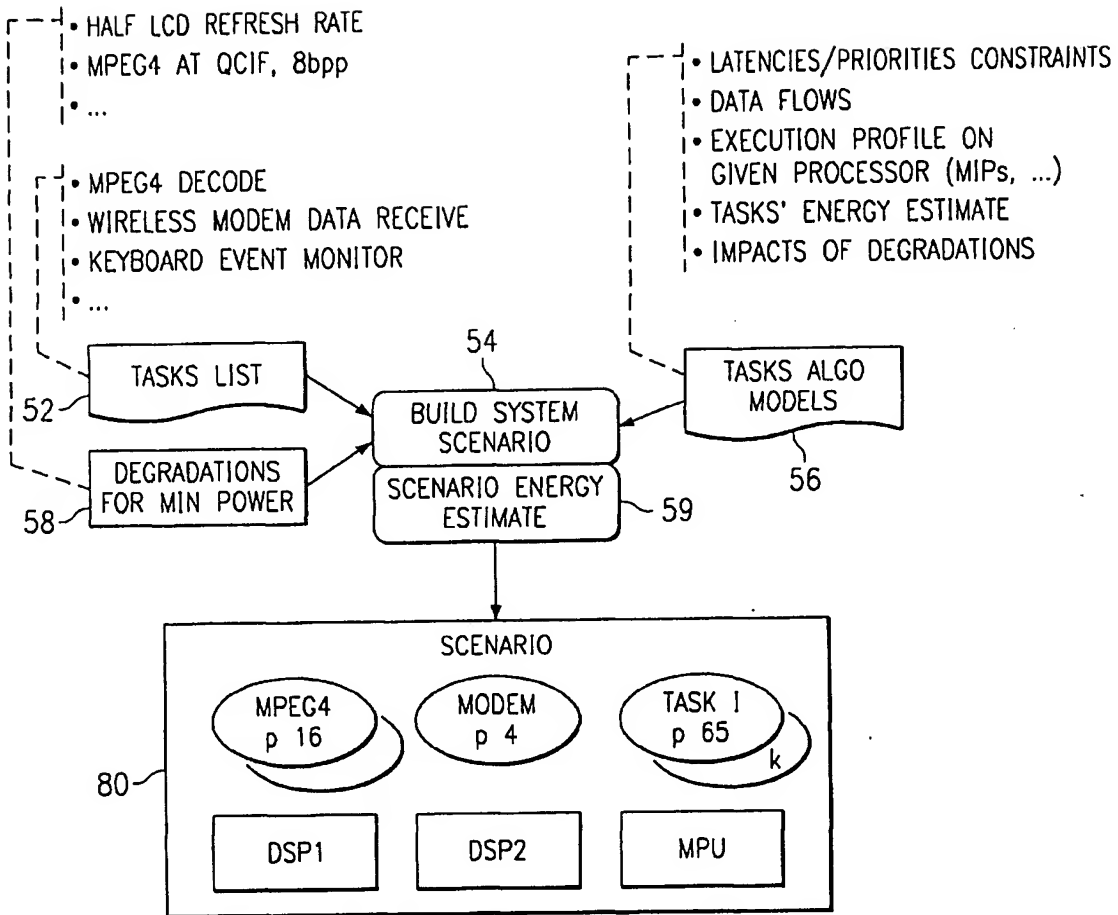 • HALF LCD REFRESH RATE
• MPEG4 AT QCIF, 8bpp
• ...
• MPEG4 DECODE
• WIRELESS MODEM DATA RECEIVE
• KEYBOARD EVENT MONITOR
• ...
• LATENCIES/PRIORITIES CONSTRAINTS
• DATA FLOWS
• EXECUTION PROFILE ON
GIVEN PROCESSOR (MIPs, ...)
• TASKS' ENERGY ESTIMATE
• IMPACTS OF DEGRADATIONS
TASKS LIST
52
DEGRADATIONS
FOR MIN POWER
58
54
BUILD SYSTEM
SCENARIO
SCENARIO ENERGY
ESTIMATE
59
TASKS ALGO
MODELS
56
SCENARIO
MPEG4
p 16
MODEM
p 4
TASK I
p 65
k
80
DSP1
DSP2
MPU